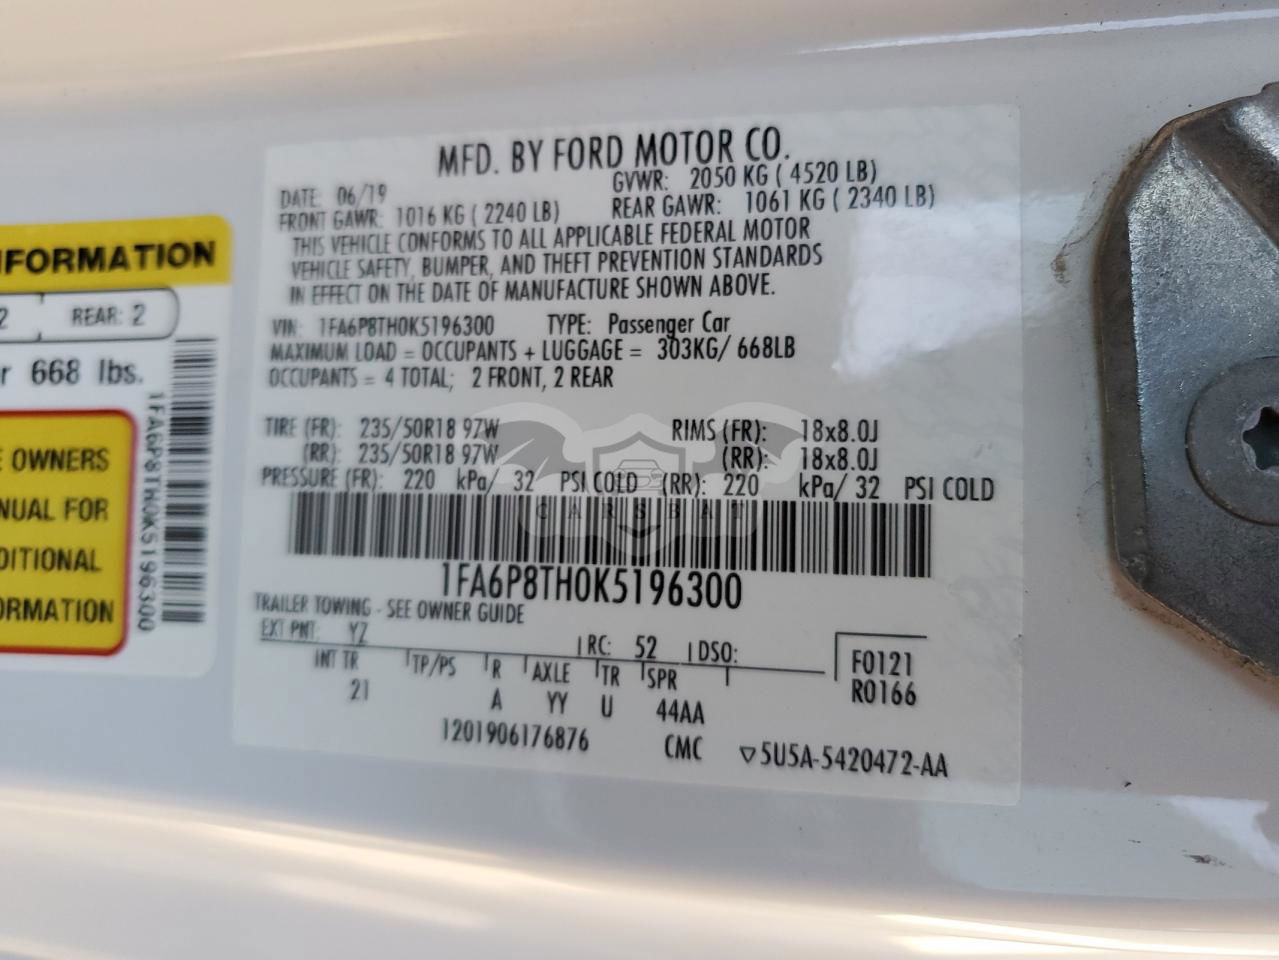 MFD. BY FORD MOTOR CO.
DATE: 06/19
GVWR: 2050 KG ( 4520 LB)
FRONT GAWR: 1016 KG ( 2240 LB)
REAR GAWR: 1061 KG ( 2340 LB)
THIS VEHICLE CONFORMS TO ALL APPLICABLE FEDERAL MOTOR
VEHICLE SAFETY, BUMPER, AND THEFT PREVENTION STANDARDS
IN EFFECT ON THE DATE OF MANUFACTURE SHOWN ABOVE.
VIN: 1FA6P8TH0K5196300 TYPE: Passenger Car
MAXIMUM LOAD = OCCUPANTS + LUGGAGE = 303KG/ 668LB
OCCUPANTS = 4 TOTAL; 2 FRONT, 2 REAR
TIRE (FR): 235/50R18 97W RIMS (FR): 18x8.0J
(RR): 235/50R18 97W (RR): 18x8.0J
PRESSURE (FR): 220 kPa/ 32 PSI COLD (RR): 220 kPa/ 32 PSI COLD
CARSBAT
1FA6P8TH0K5196300
TRAILER TOWING - SEE OWNER GUIDE
EXT PNT: YZ RC: 52 DSO:
F0121
R0166
INT TR TP/PS R AXLE TR SPR
21 A YY U 44AA
1201906176876 CMC ▽5U5A-5420472-AA
NFORMATION
2 REAR: 2
r 668 lbs.
E OWNERS
NUAL FOR
DITIONAL
ORMATION
1FA6P8TH0K5196300